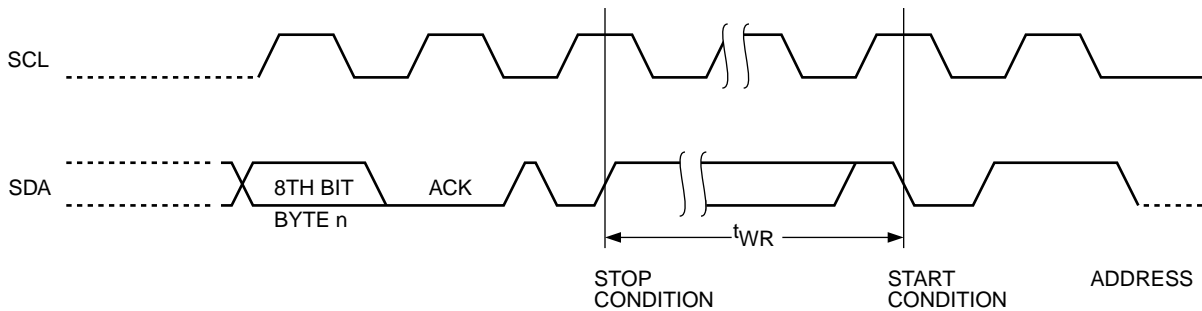 SCL
SDA
8TH BIT
ACK
BYTE n
tWR
STOP
CONDITION
START
CONDITION
ADDRESS